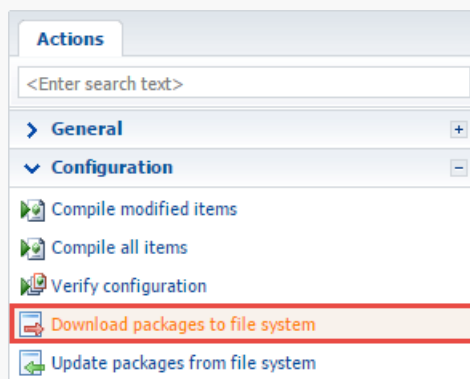 Actions
<Enter search text>
General
Configuration
Compile modified items
Compile all items
Verify configuration
Download packages to file system
Update packages from file system